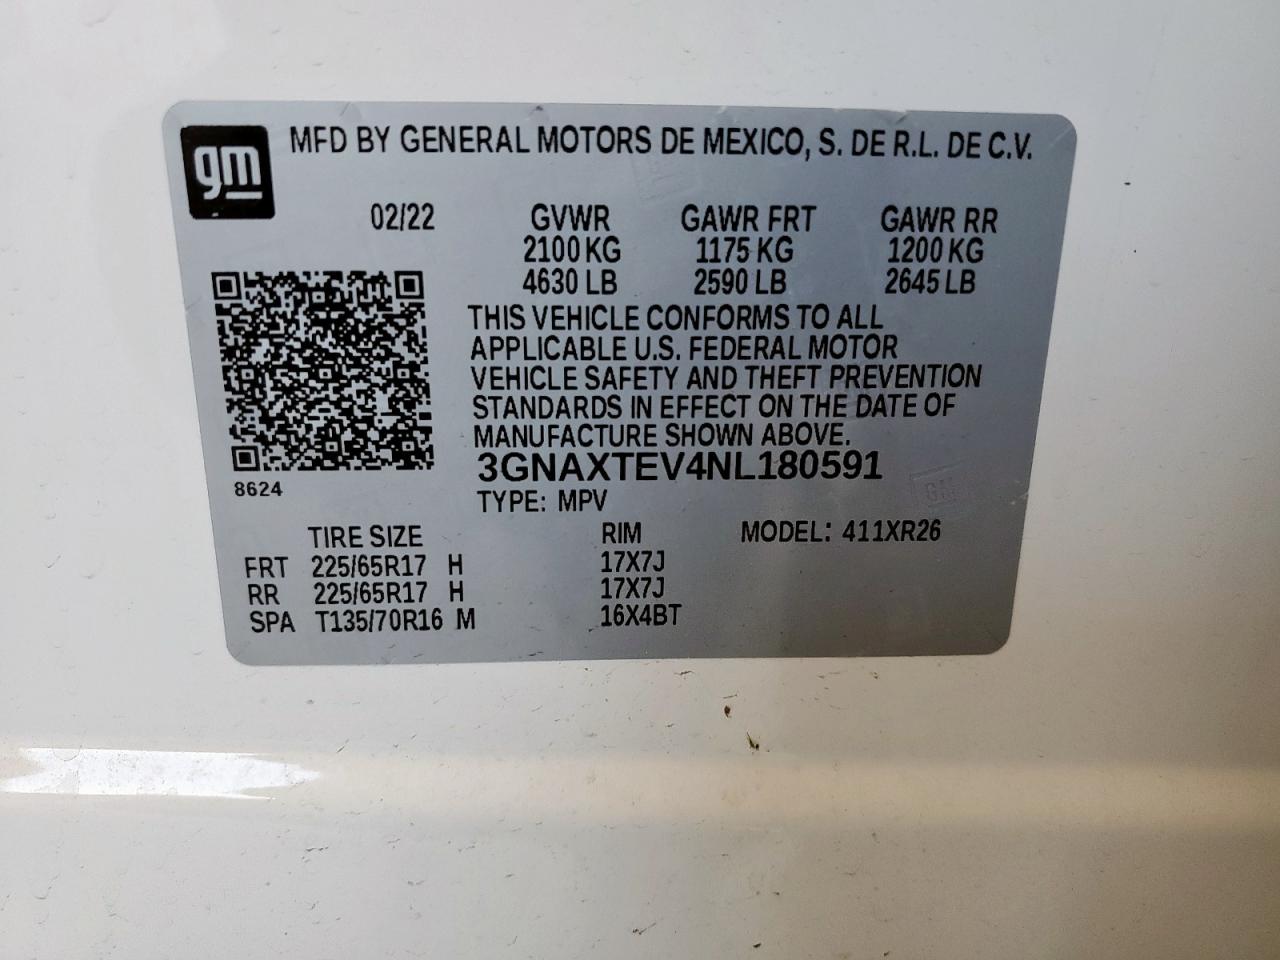 gm
MFD BY GENERAL MOTORS DE MEXICO, S. DE R.L. DE C.V.
02/22 GVWR GAWR FRT GAWR RR
2100 KG 1175 KG 1200 KG
4630 LB 2590 LB 2645 LB
THIS VEHICLE CONFORMS TO ALL
APPLICABLE U.S. FEDERAL MOTOR
VEHICLE SAFETY AND THEFT PREVENTION
STANDARDS IN EFFECT ON THE DATE OF
MANUFACTURE SHOWN ABOVE.
3GNAXTEV4NL180591
8624
TYPE: MPV
GM
TIRE SIZE RIM MODEL: 411XR26
FRT 225/65R17 H 17X7J
RR 225/65R17 H 17X7J
SPA T135/70R16 M 16X4BT